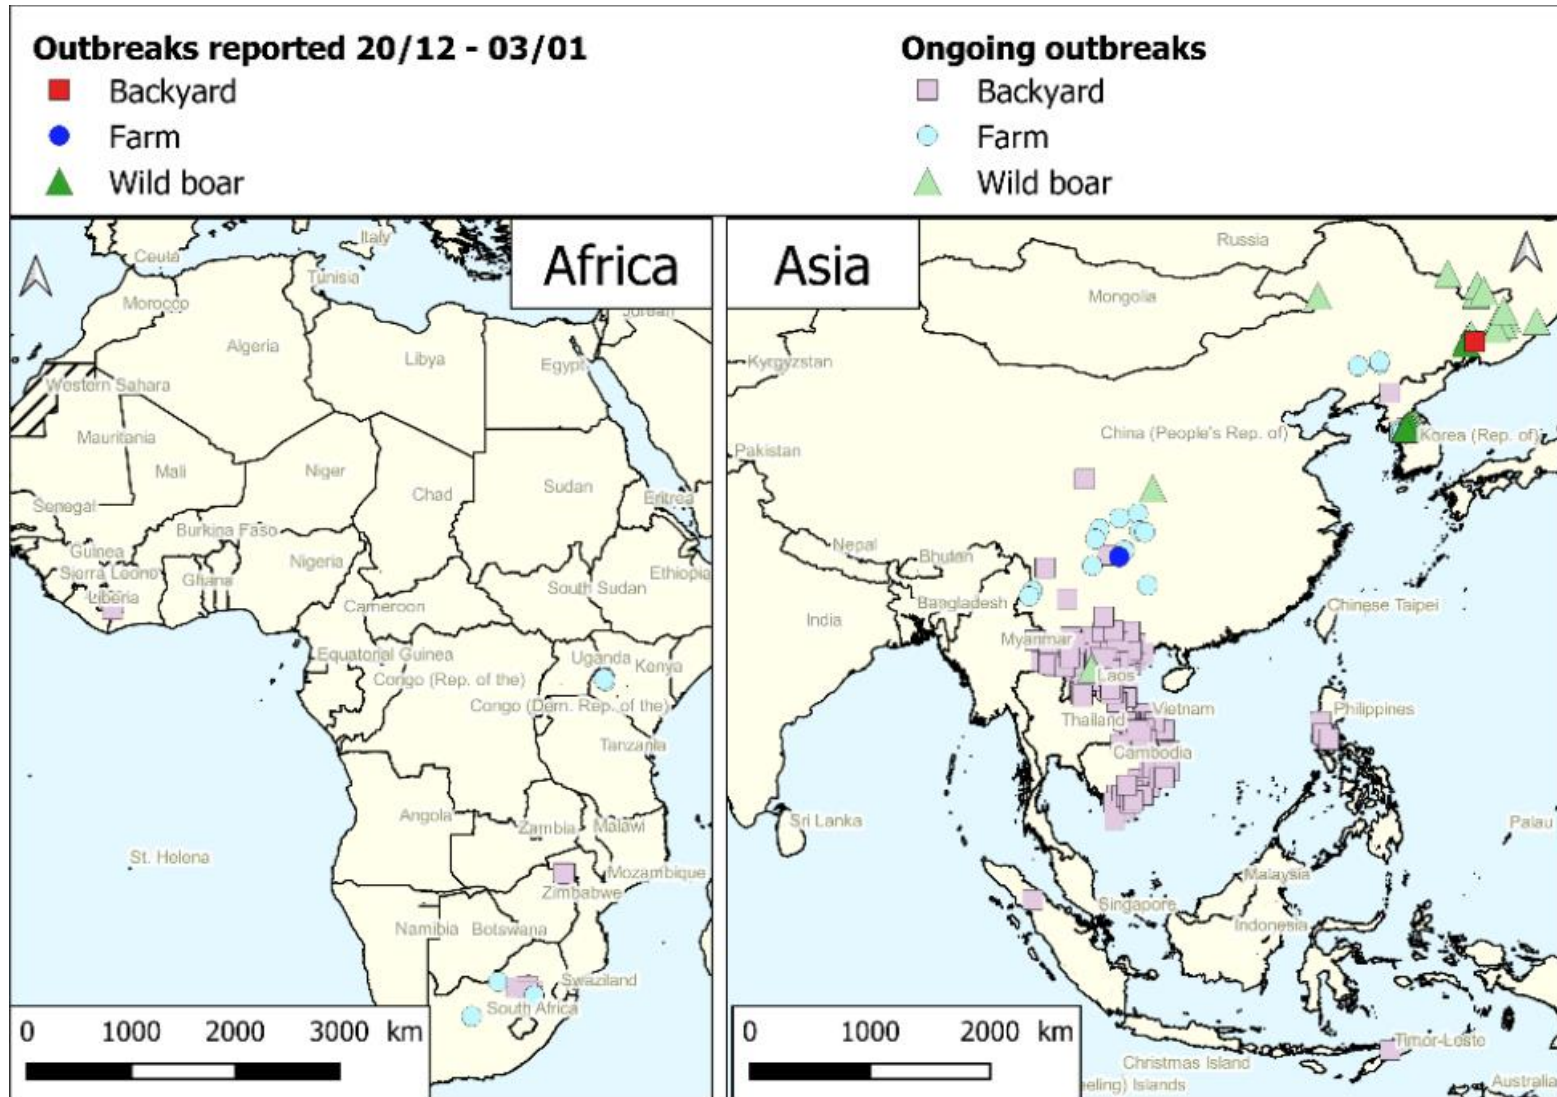 Outbreaks reported 20/12 - 03/01
Backyard
Farm
Wild boar
Ongoing outbreaks
Backyard
Farm
Wild boar
Africa
Italy
Ceuta
Tunisia
Morocco
Jordan
Algeria
Libya
Egypt
Western Sahara
Mauritania
Mali
Niger
Chad
Sudan
Eritrea
Senegal
Burkina Faso
Guinea
Nigeria
Sierra Leone
Ghana
Ethiopia
South Sudan
Liberia
Cameroon
Equatorial Guinea
Uganda
Kenya
Congo (Rep. of the)
Congo (Dem. Rep. of the)
Tanzania
Angola
Zambia
Malawi
St. Helena
Mozambique
Zimbabwe
Namibia
Botswana
Swaziland
South Africa
0 1000 2000 3000 km
Asia
Russia
Mongolia
Kyrgyzstan
China (People's Rep. of)
Korea (Rep. of)
Pakistan
Nepal
Bhutan
Bangladesh
Chinese Taipei
India
Myanmar
Laos
Thailand
Vietnam
Philippines
Cambodia
Sri Lanka
Palau
Malaysia
Singapore
Indonesia
Timor-Leste
Christmas Island
eeling) Islands
Australia
0 1000 2000 km